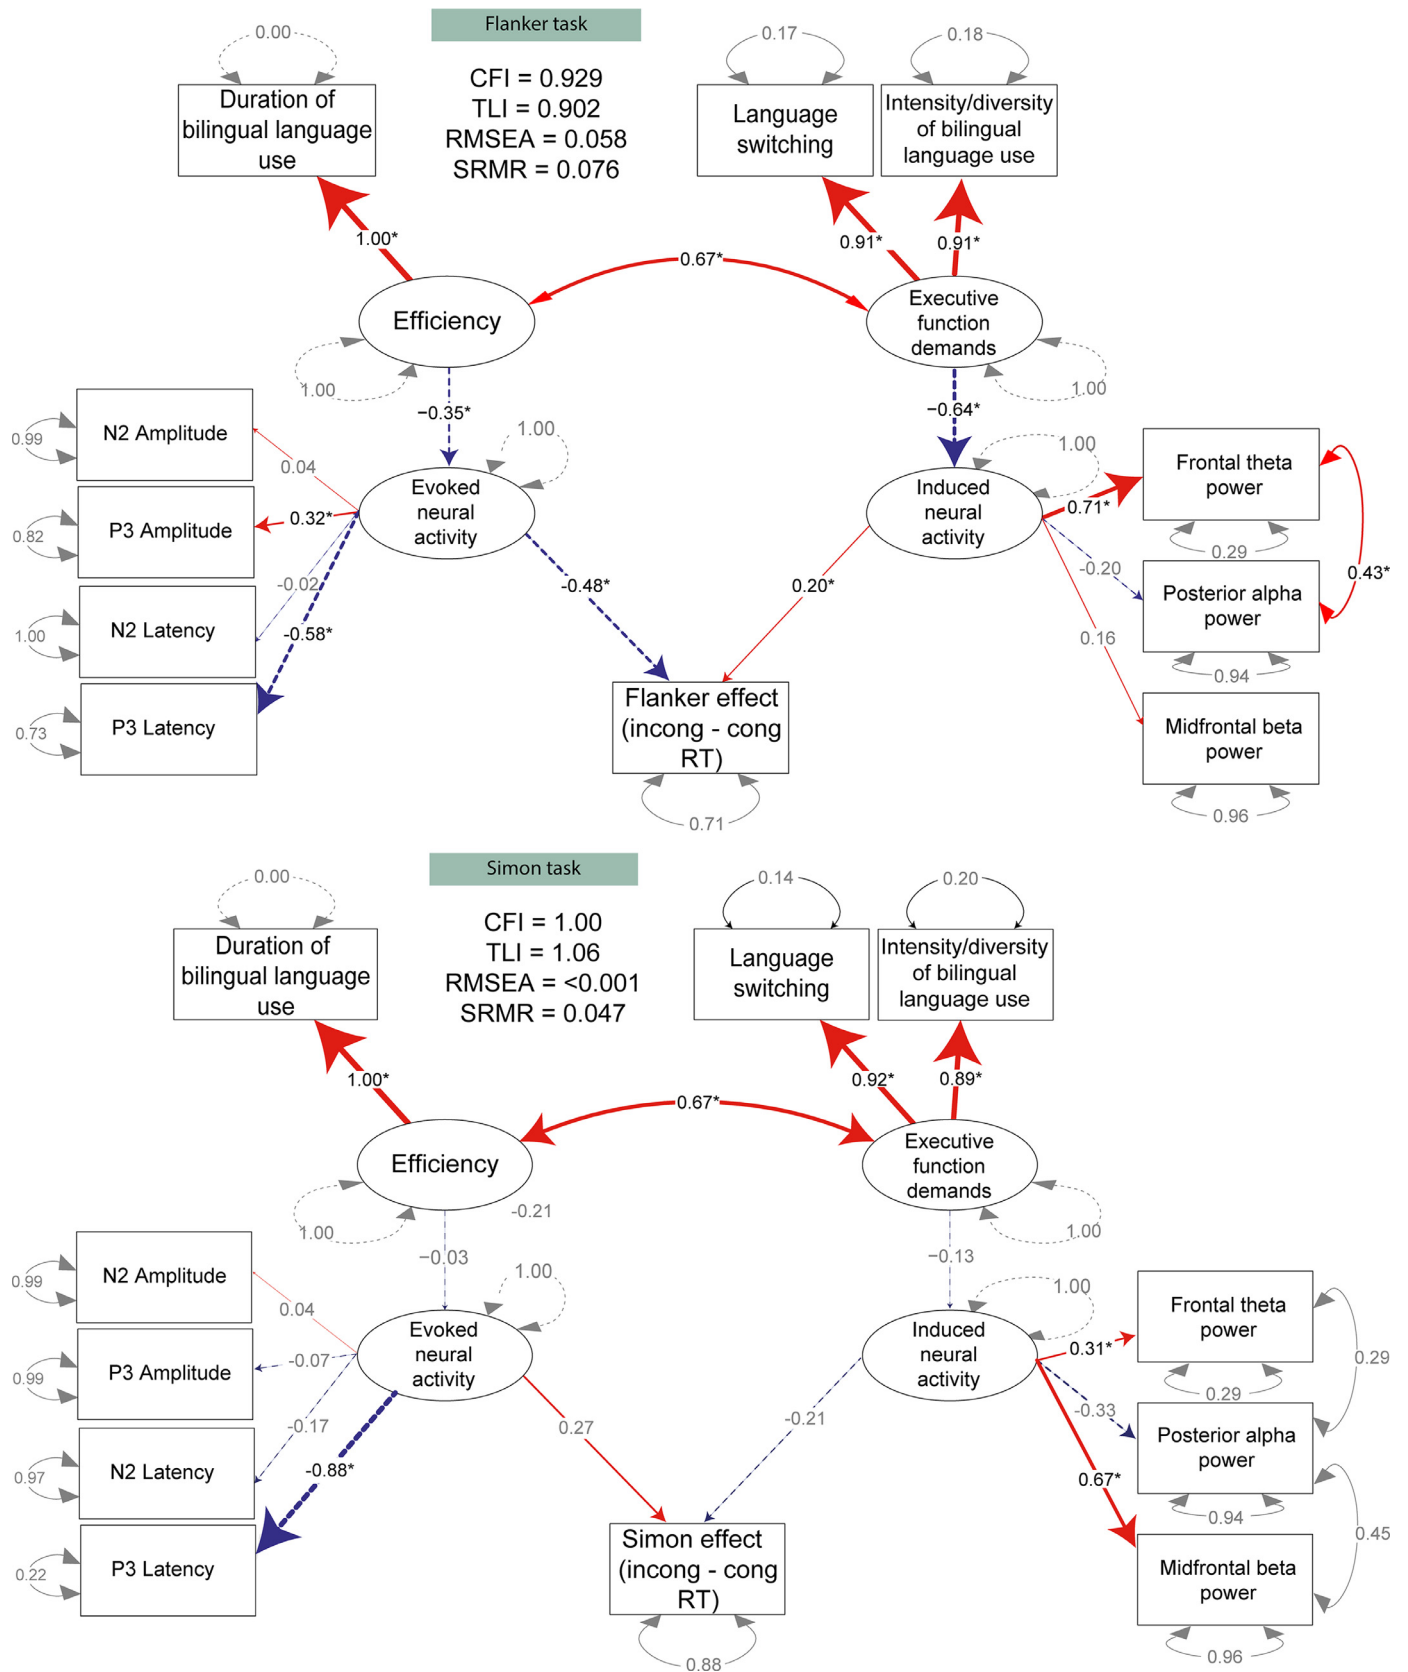 Flanker task
CFI = 0.929
TLI = 0.902
RMSEA = 0.058
SRMR = 0.076
0.00
Duration of
bilingual language
use
0.17
Language
switching
0.18
Intensity/diversity
of bilingual
language use
1.00*
0.91*
0.91*
0.67*
Efficiency
1.00
Executive
function
demands
1.00
−0.35*
−0.64*
0.99
N2 Amplitude
0.04
0.82
P3 Amplitude
0.32*
1.00
N2 Latency
-0.02
0.73
P3 Latency
-0.58*
Evoked
neural
activity
1.00
-0.48*
Induced
neural
activity
1.00
0.20*
0.71*
-0.20
0.16
Frontal theta
power
0.29
Posterior alpha
power
0.94
Midfrontal beta
power
0.96
0.43*
Flanker effect
(incong - cong
RT)
0.71
Simon task
CFI = 1.00
TLI = 1.06
RMSEA = <0.001
SRMR = 0.047
0.00
Duration of
bilingual language
use
0.14
Language
switching
0.20
Intensity/diversity
of bilingual
language use
1.00*
0.92*
0.89*
0.67*
Efficiency
1.00
-0.21
Executive
function
demands
1.00
−0.03
−0.13
0.99
N2 Amplitude
0.04
0.99
P3 Amplitude
-0.07
0.97
N2 Latency
-0.17
0.22
P3 Latency
-0.88*
Evoked
neural
activity
1.00
0.27
Induced
neural
activity
1.00
-0.21
0.31*
-0.33
0.67*
Frontal theta
power
0.29
Posterior alpha
power
0.94
Midfrontal beta
power
0.96
0.29
0.45
Simon effect
(incong - cong
RT)
0.88